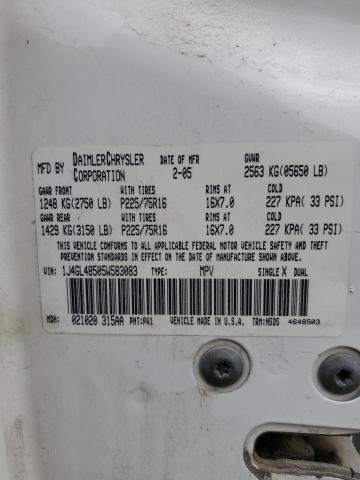 MFD BY DAIMLERCHRYSLER CORPORATION DATE OF MFR 2-05 GVWR 2563 KG(05650 LB)
GAWR FRONT WITH TIRES RIMS AT COLD
1248 KG(2750 LB) P225/75R16 16X7.0 227 KPA( 33 PSI)
GAWR REAR WITH TIRES RIMS AT COLD
1429 KG(3150 LB) P225/75R16 16X7.0 227 KPA( 33 PSI)
THIS VEHICLE CONFORMS TO ALL APPLICABLE FEDERAL MOTOR VEHICLE SAFETY, BUMPER, AND THEFT
PREVENTION STANDARDS IN EFFECT ON THE DATE OF MANUFACTURE SHOWN ABOVE.
VIN: 1J4GL48505W583083 TYPE: MPV SINGLE X DUAL
MDH: 021020 315AA PNT:PW1 VEHICLE MADE IN U.S.A. TRM:M5DS 4648503